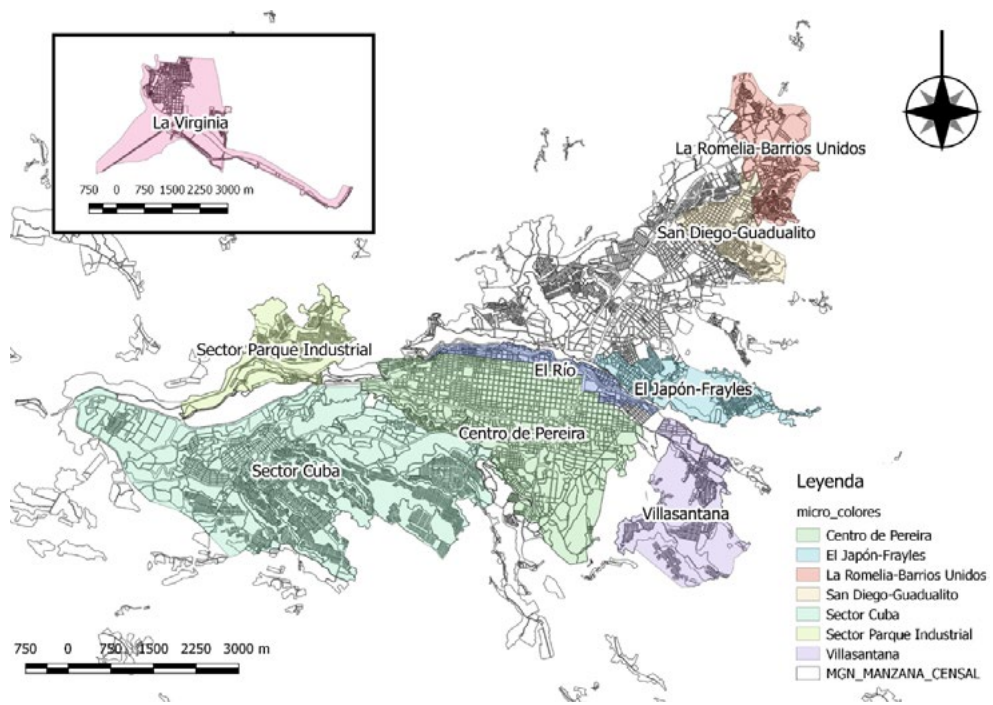 La Virginia
750 0 750 1500 2250 3000 m
La Romelia-Barrios Unidos
San Diego-Guadualito
Sector Parque Industrial
El Río
El Japón-Frayles
Centro de Pereira
Sector Cuba
Villasantana
Leyenda
micro_colores
Centro de Pereira
El Japón-Frayles
La Romelia-Barrios Unidos
San Diego-Guadualito
Sector Cuba
Sector Parque Industrial
Villasantana
MGN_MANZANA_CENSAL
750 0 750 1500 2250 3000 m